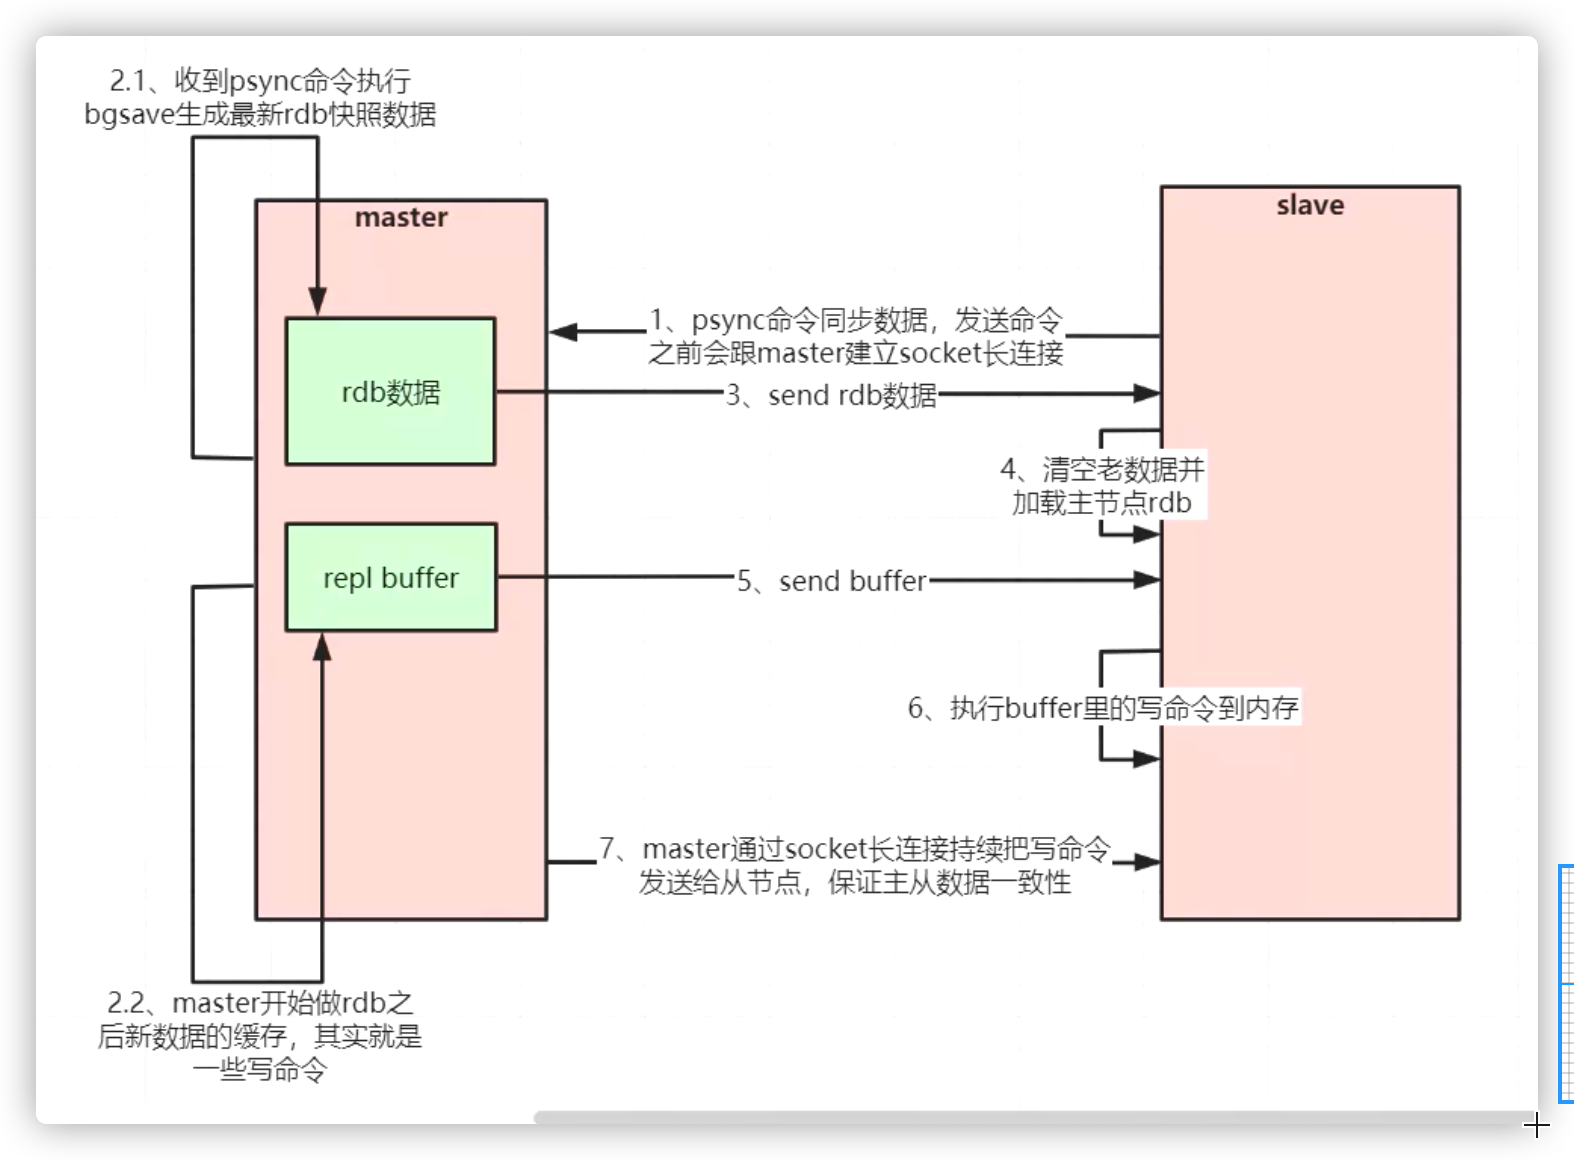 2.1、收到psync命令执行
bgsave生成最新rdb快照数据
master
slave
1、psync命令同步数据，发送命令
之前会跟master建立socket长连接
rdb数据
3、send rdb数据
4、清空老数据并
加载主节点rdb
repl buffer
5、send buffer
6、执行buffer里的写命令到内存
7、master通过socket长连接持续把写命令
发送给从节点，保证主从数据一致性
2.2、master开始做rdb之
后新数据的缓存，其实就是
一些写命令